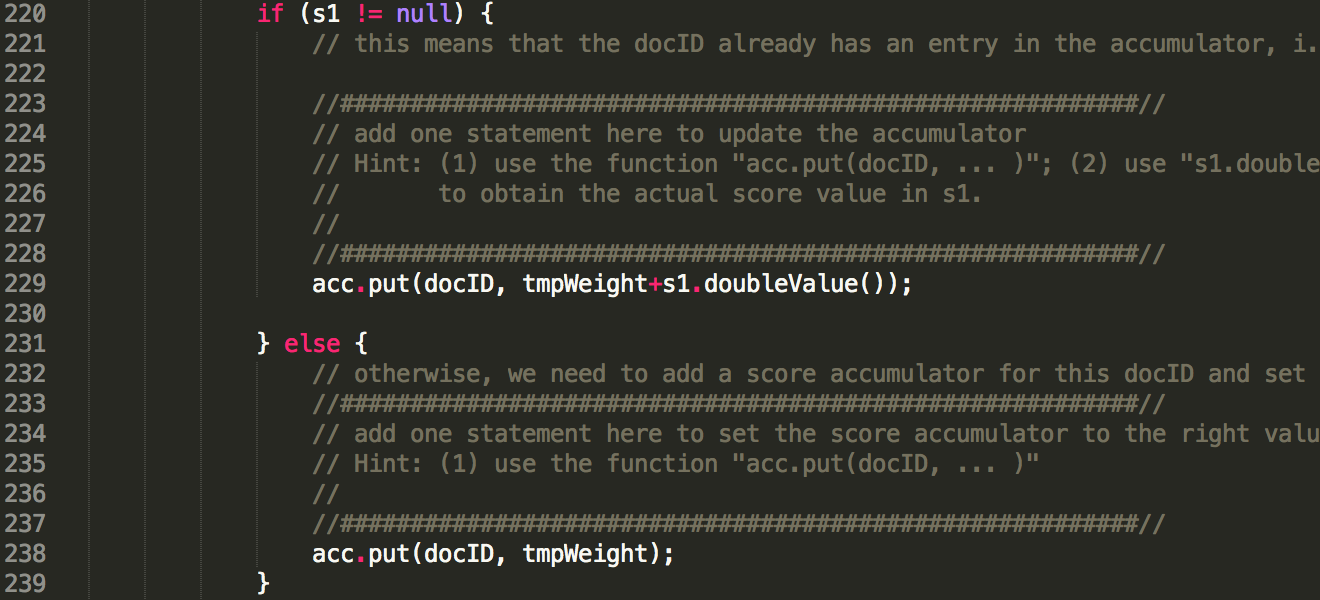 220 if (s1 != null) {
221 // this means that the docID already has an entry in the accumulator, i.
222
223 //#########################################################//
224 // add one statement here to update the accumulator
225 // Hint: (1) use the function "acc.put(docID, ... )"; (2) use "s1.double
226 // to obtain the actual score value in s1.
227 //
228 //#########################################################//
229 acc.put(docID, tmpWeight+s1.doubleValue());
230
231 } else {
232 // otherwise, we need to add a score accumulator for this docID and set
233 //#########################################################//
234 // add one statement here to set the score accumulator to the right valu
235 // Hint: (1) use the function "acc.put(docID, ... )"
236 //
237 //#########################################################//
238 acc.put(docID, tmpWeight);
239 }